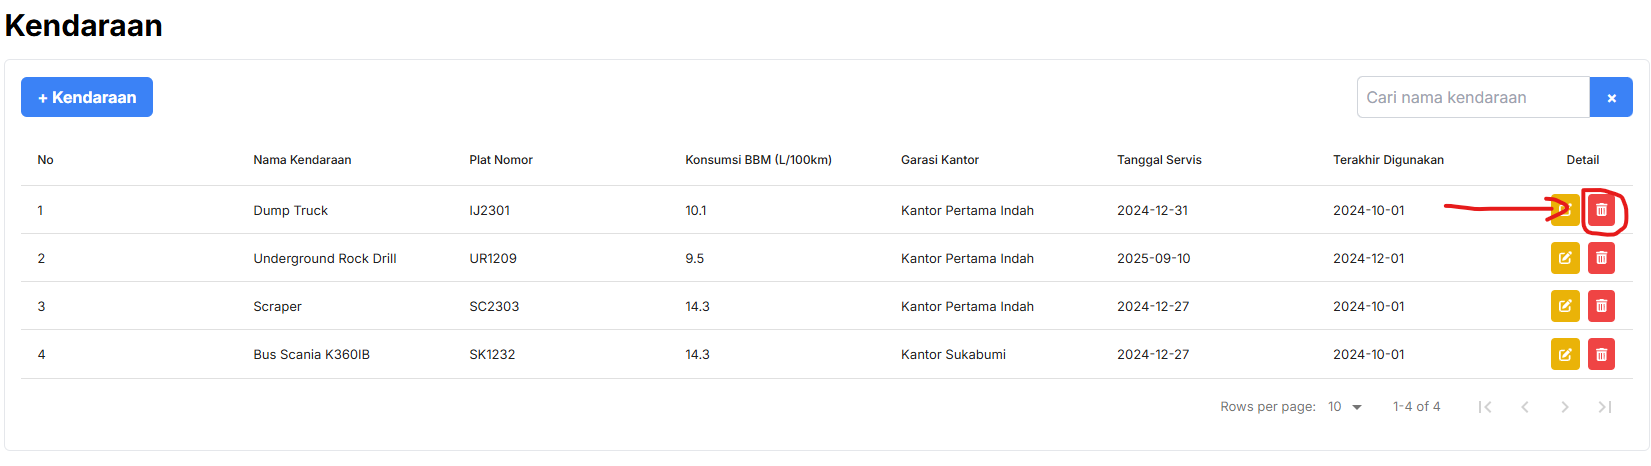 Kendaraan
+ Kendaraan
Cari nama kendaraan ×
No Nama Kendaraan Plat Nomor Konsumsi BBM (L/100km) Garasi Kantor Tanggal Servis Terakhir Digunakan Detail
1 Dump Truck IJ2301 10.1 Kantor Pertama Indah 2024-12-31 2024-10-01
2 Underground Rock Drill UR1209 9.5 Kantor Pertama Indah 2025-09-10 2024-12-01
3 Scraper SC2303 14.3 Kantor Pertama Indah 2024-12-27 2024-10-01
4 Bus Scania K360IB SK1232 14.3 Kantor Sukabumi 2024-12-27 2024-10-01
Rows per page: 10 1-4 of 4